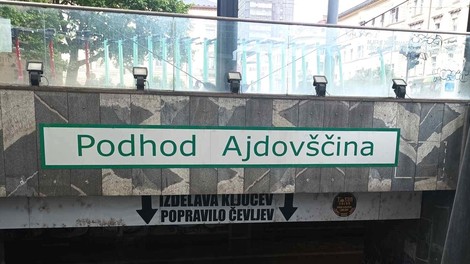 Podhod Ajdovščina
IZDELAVA KLJUČEV
POPRAVILO ČEVLJEV